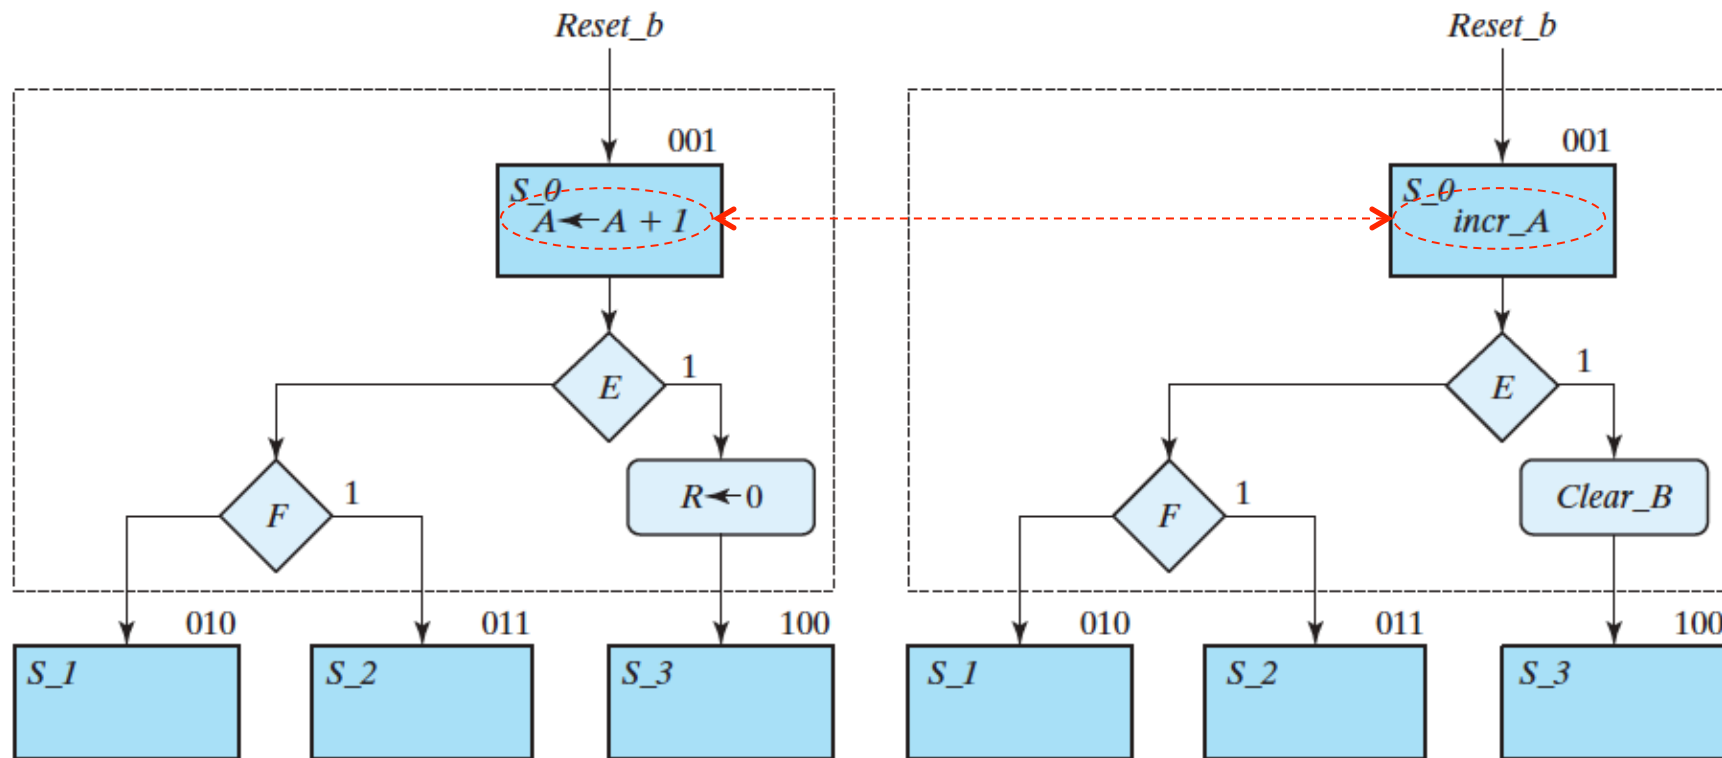 Reset_b
001
S_0
A ← A + 1
E
1
F
1
R ← 0
010
S_1
011
S_2
100
S_3
Reset_b
001
S_0
incr_A
E
1
F
1
Clear_B
010
S_1
011
S_2
100
S_3